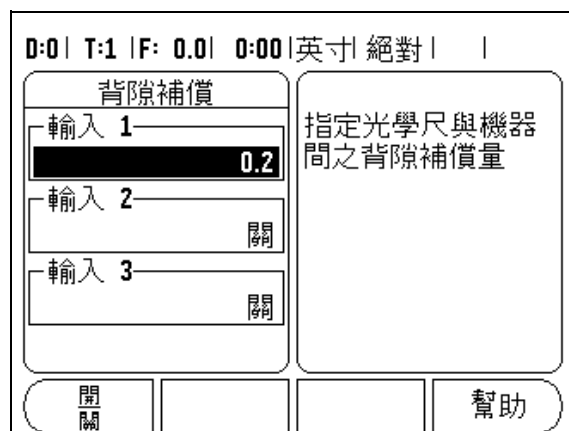 D:0 | T:1 | F: 0.0 | 0:00 | 英寸 | 絕對 | |
背隙補償
輸入 1
0.2
輸入 2
關
輸入 3
關
指定光學尺與機器
間之背隙補償量
開
關
幫助